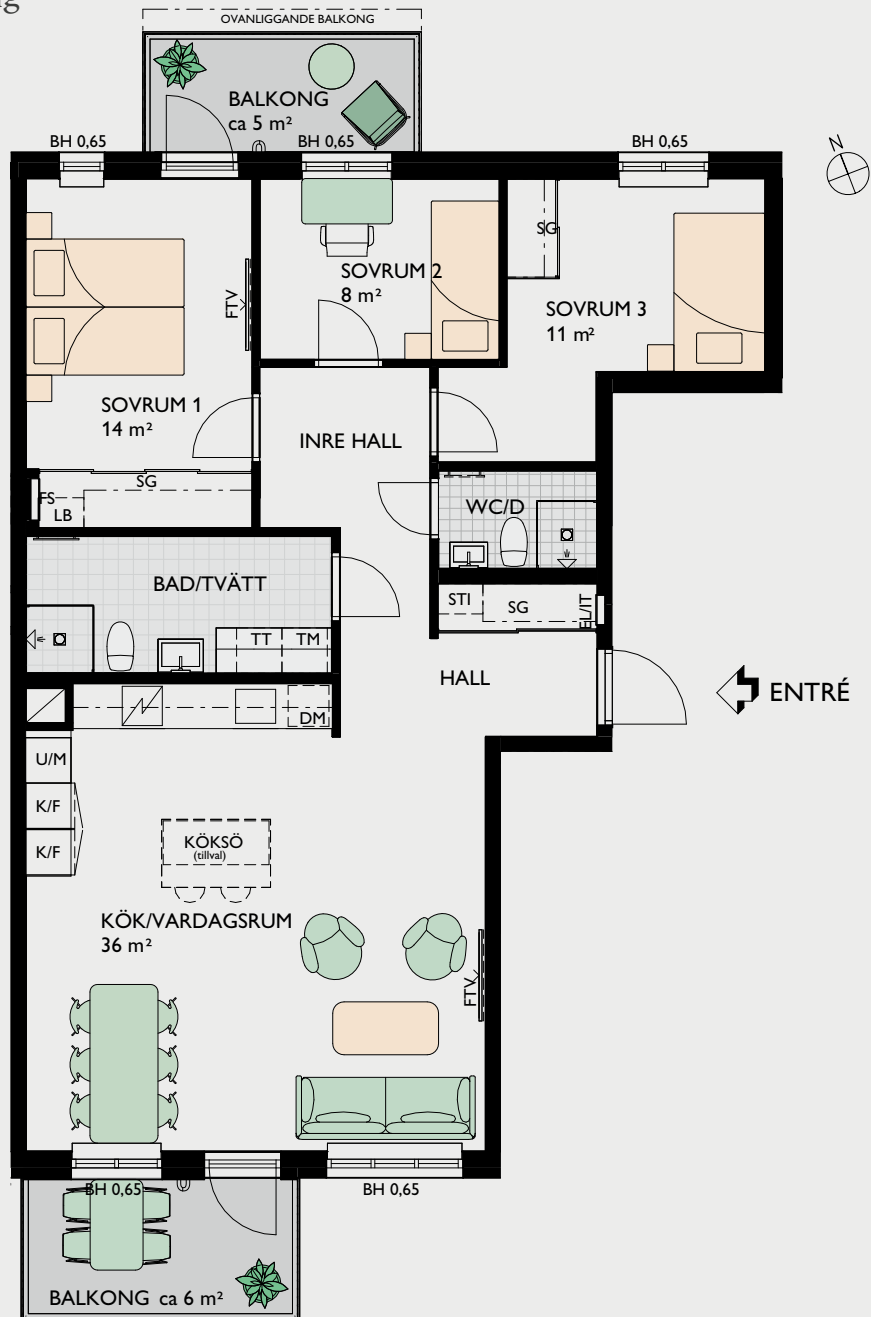 OVANLIGGANDE BALKONG
BALKONG
ca 5 m²
BH 0,65
BH 0,65
BH 0,65
N
SG
SOVRUM 2
8 m²
FTV
SOVRUM 3
11 m²
SOVRUM 1
14 m²
INRE HALL
SG
FS
LB
WC/D
BAD/TVÄTT
STI
SG
EL/IT
TT
TM
HALL
ENTRÉ
DM
U/M
K/F
K/F
KÖKSÖ
(tillval)
KÖK/VARDAGSRUM
36 m²
FTV
BH 0,65
BH 0,65
BALKONG ca 6 m²